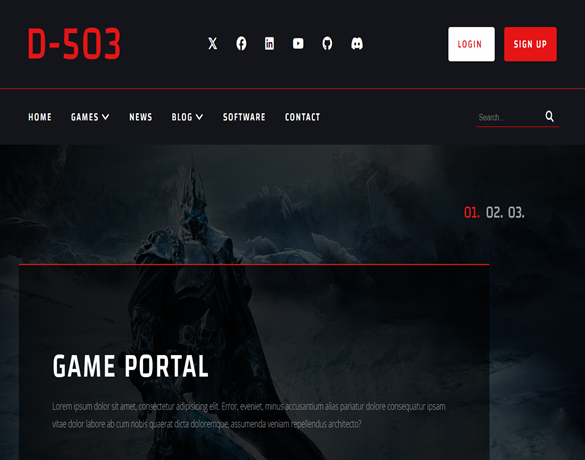 D-503
LOGIN
SIGN UP
HOME GAMES NEWS BLOG SOFTWARE CONTACT
Search...
01. 02. 03.
GAME PORTAL
Lorem ipsum dolor sit amet, consectetur adipisicing elit. Error, eveniet, minus accusantium alias pariatur dolore consequatur ipsam
vitae dolor labore ab cum nobis quaerat dicta doloremque, assumenda veniam repellendus architecto?